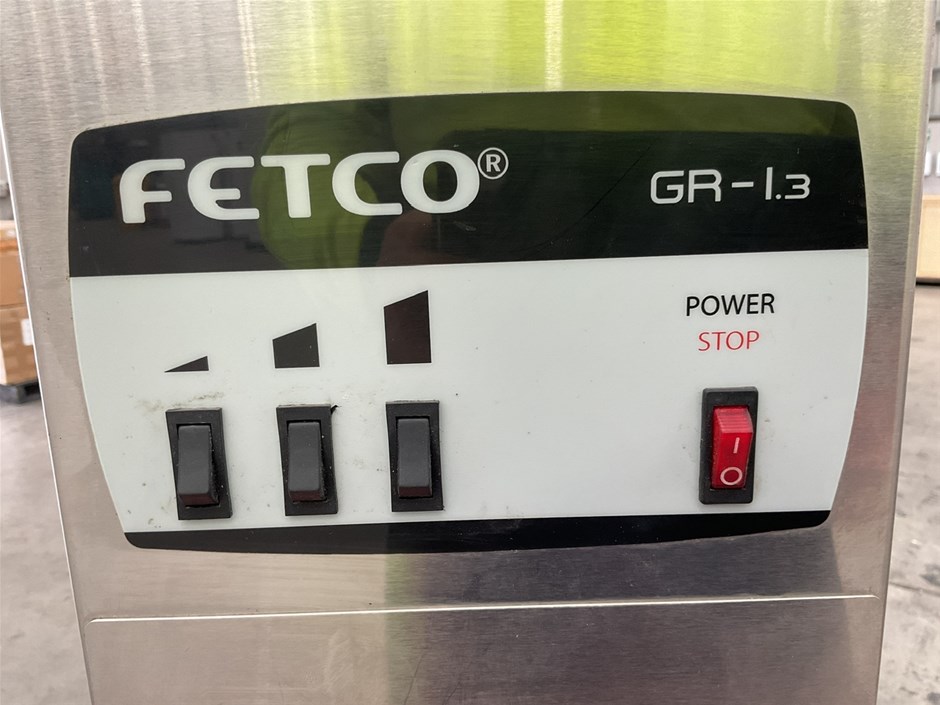 FETCO®
GR-1.3
POWER
STOP
I
O